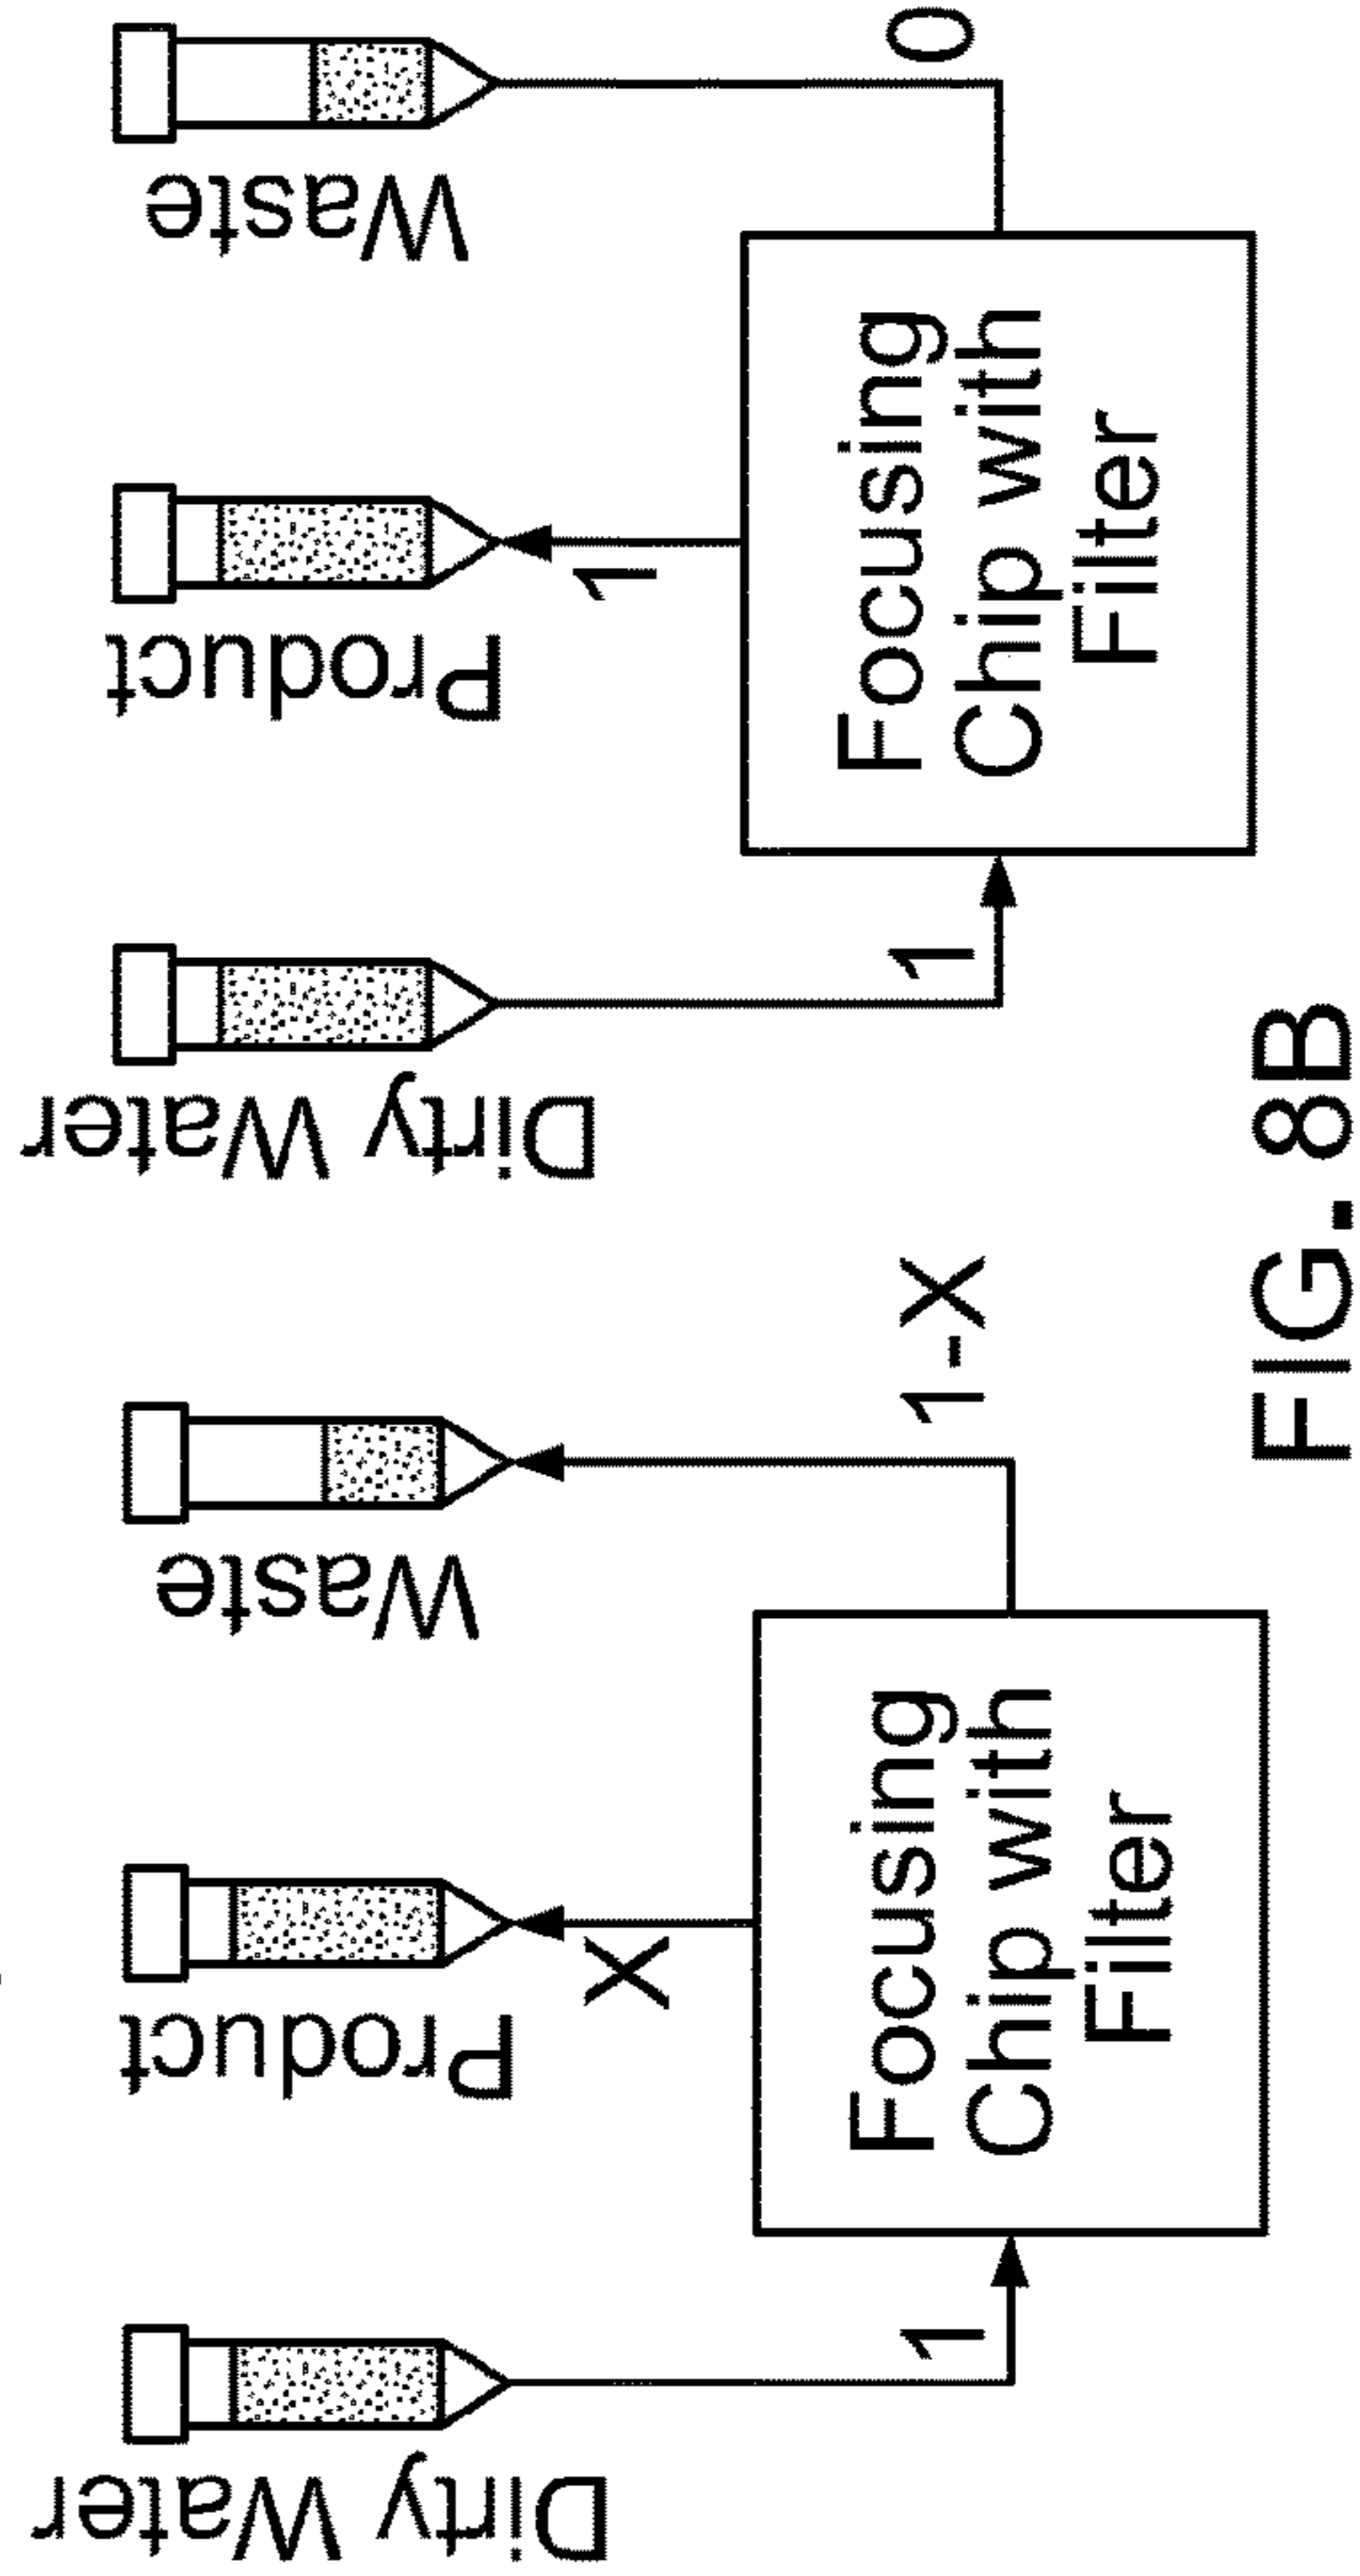 Dirty Water
Product
Waste
1
X
1-X
Focusing
Chip with
Filter
Dirty Water
Product
Waste
1
1
0
Focusing
Chip with
Filter
FIG. 8B